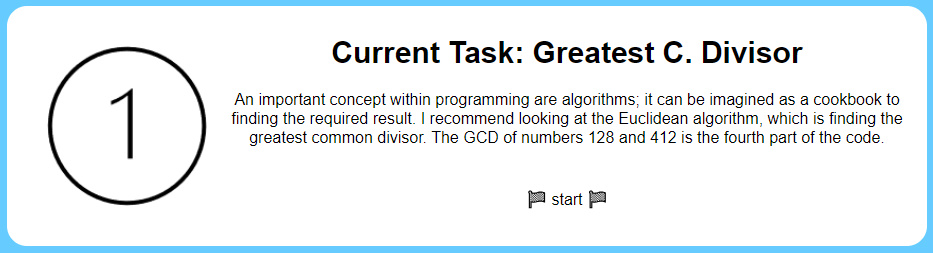 1
Current Task: Greatest C. Divisor
An important concept within programming are algorithms; it can be imagined as a cookbook to
finding the required result. I recommend looking at the Euclidean algorithm, which is finding the
greatest common divisor. The GCD of numbers 128 and 412 is the fourth part of the code.
start